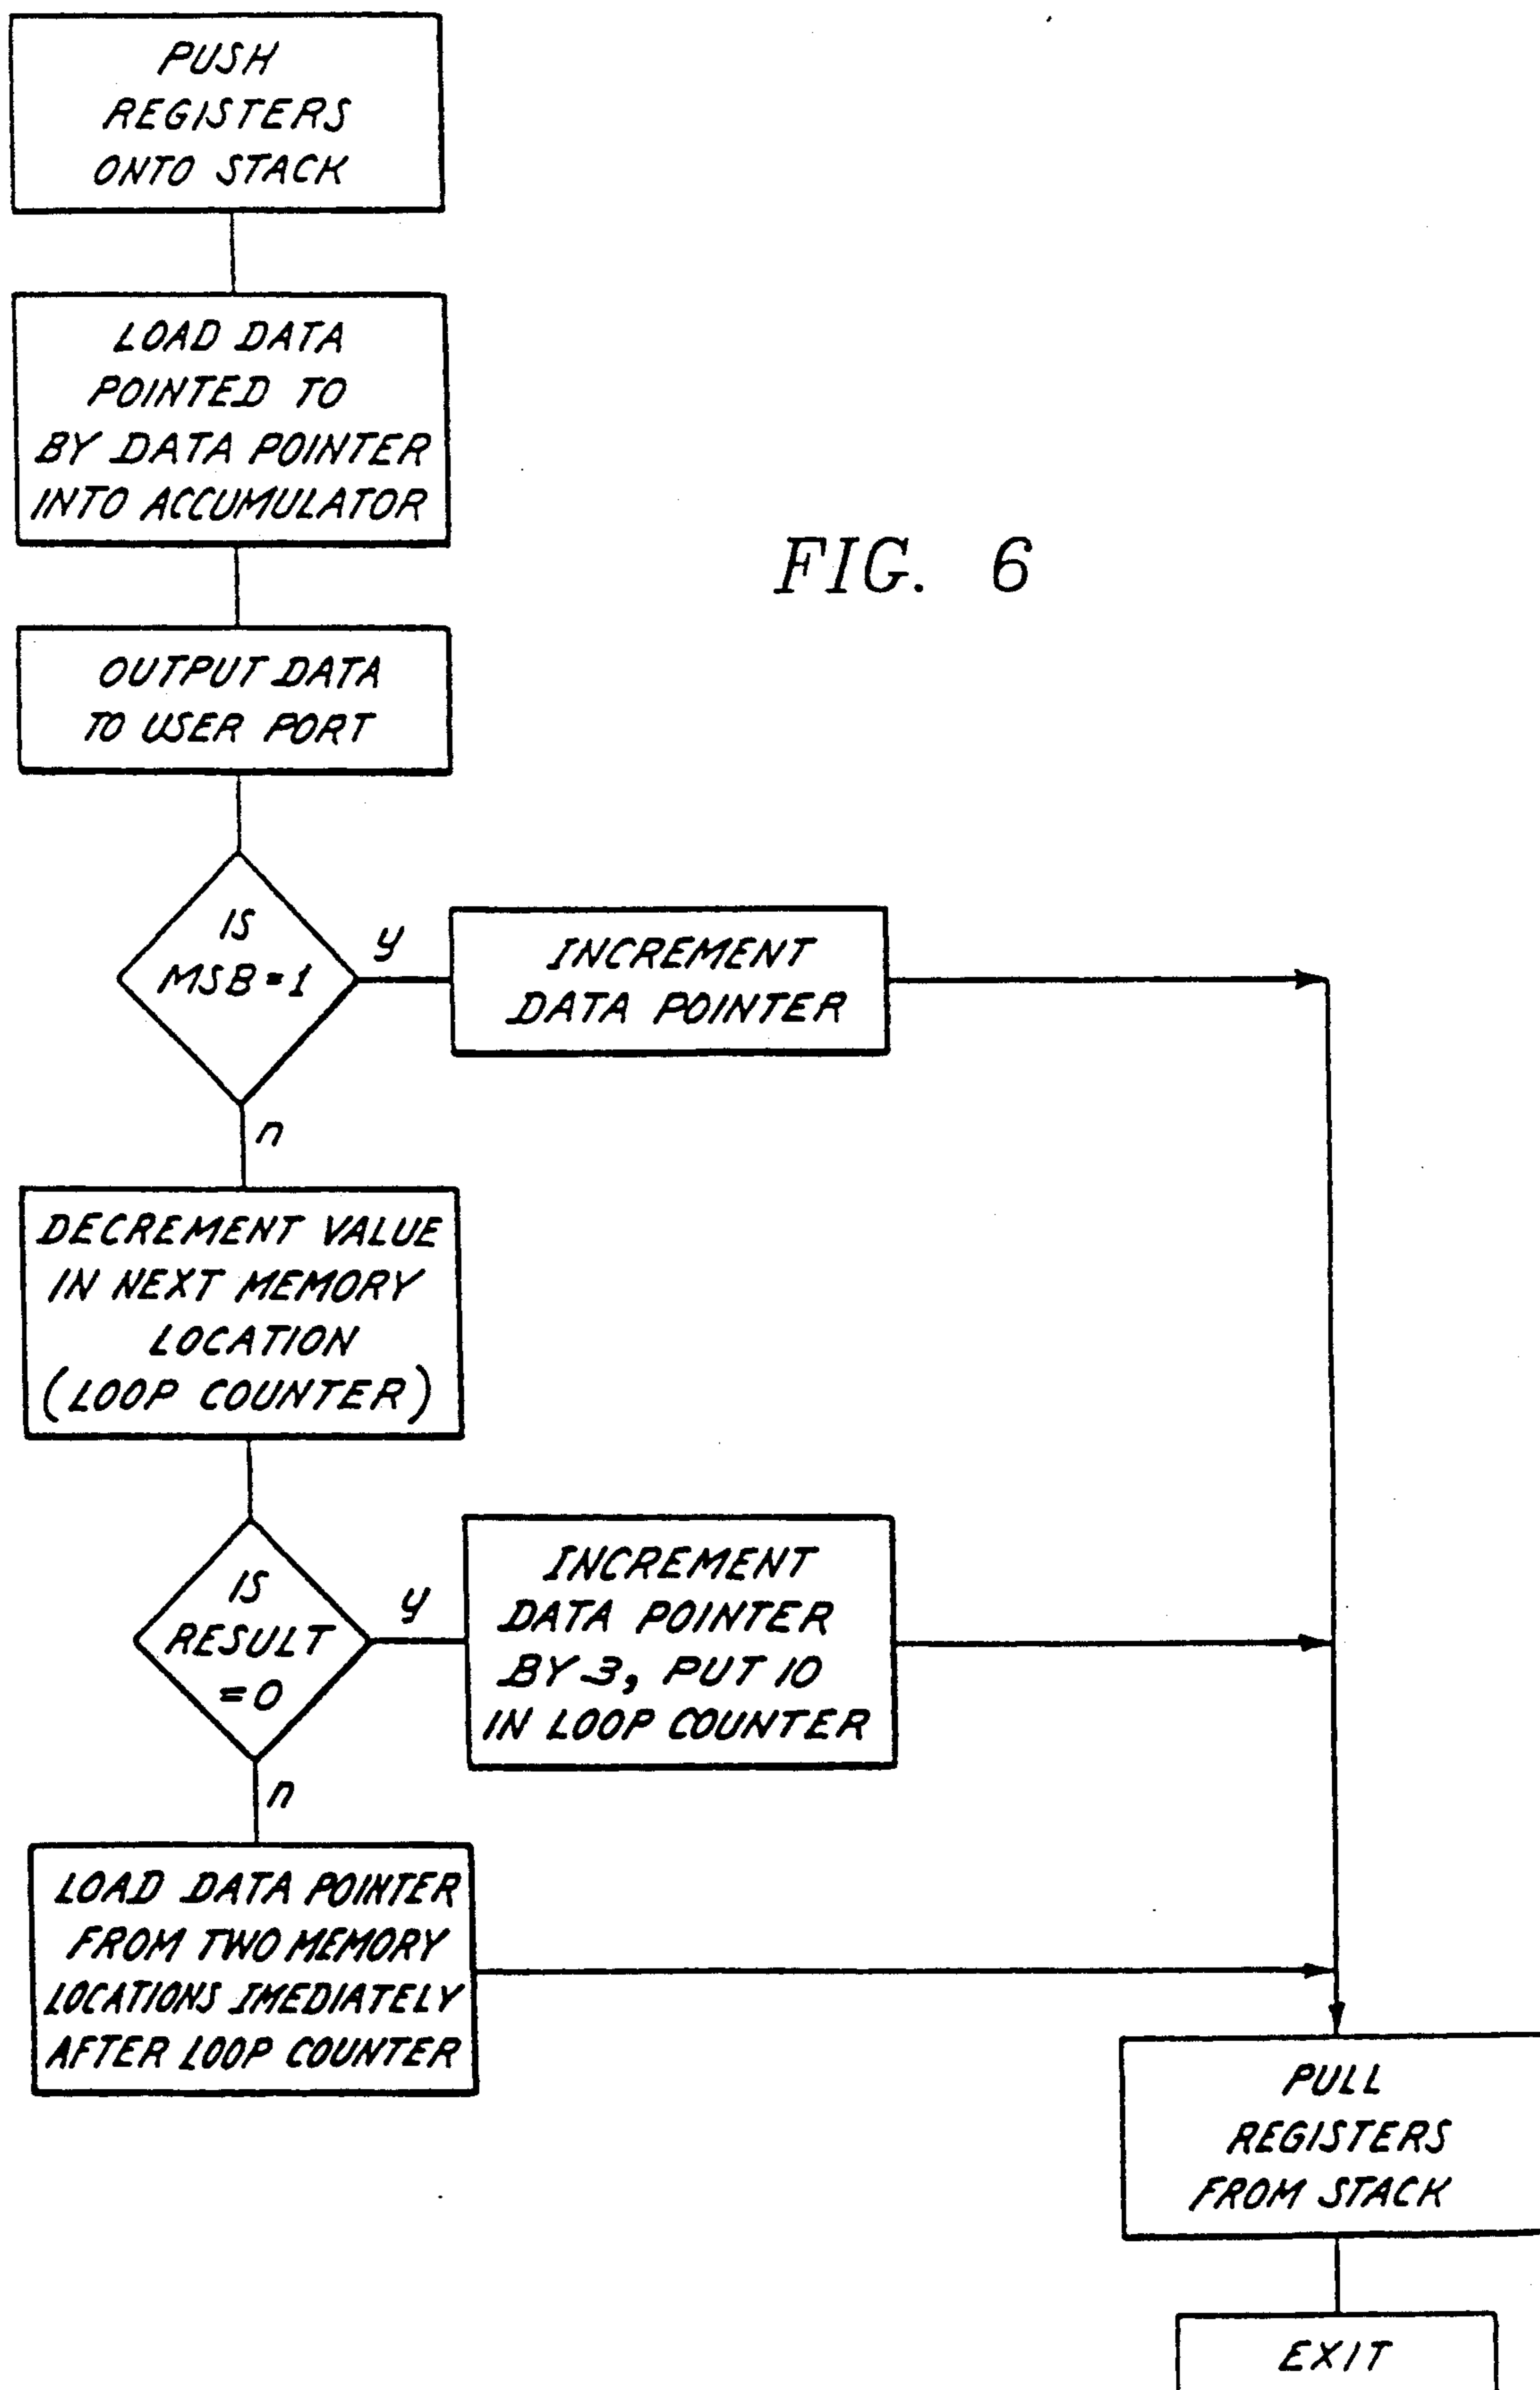 PUSH
REGISTERS
ONTO STACK
LOAD DATA
POINTED TO
BY DATA POINTER
INTO ACCUMULATOR
FIG. 6
OUTPUT DATA
TO USER PORT
IS
MSB=1
y
INCREMENT
DATA POINTER
n
DECREMENT VALUE
IN NEXT MEMORY
LOCATION
(LOOP COUNTER)
IS
RESULT
=0
y
INCREMENT
DATA POINTER
BY 3, PUT 10
IN LOOP COUNTER
n
LOAD DATA POINTER
FROM TWO MEMORY
LOCATIONS IMEDIATELY
AFTER LOOP COUNTER
PULL
REGISTERS
FROM STACK
EXIT